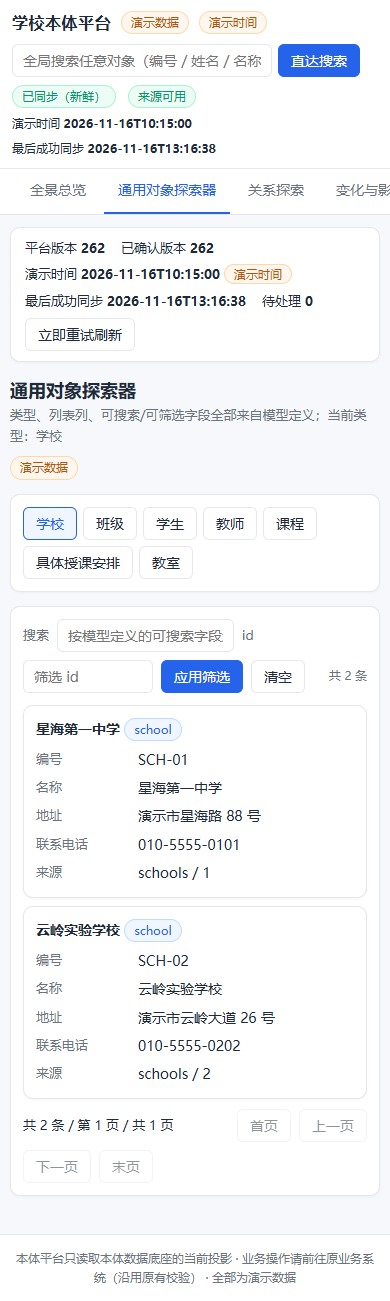 学校本体平台 演示数据 演示时间
全局搜索任意对象（编号 / 姓名 / 名称 直达搜索
已同步（新鲜） 来源可用
演示时间 2026-11-16T10:15:00
最后成功同步 2026-11-16T13:16:38
全景总览 通用对象探索器 关系探索 变化与影
平台版本 262 已确认版本 262
演示时间 2026-11-16T10:15:00 演示时间
最后成功同步 2026-11-16T13:16:38 待处理 0
立即重试刷新
通用对象探索器
类型、列表列、可搜索/可筛选字段全部来自模型定义；当前类
型：学校
演示数据
学校 班级 学生 教师 课程
具体授课安排 教室
搜索 按模型定义的可搜索字段 id
筛选 id 应用筛选 清空 共 2 条
星海第一中学 school
编号 SCH-01
名称 星海第一中学
地址 演示市星海路 88 号
联系电话 010-5555-0101
来源 schools / 1
云岭实验学校 school
编号 SCH-02
名称 云岭实验学校
地址 演示市云岭大道 26 号
联系电话 010-5555-0202
来源 schools / 2
共 2 条 / 第 1 页 / 共 1 页 首页 上一页
下一页 末页
本体平台只读取本体数据底座的当前投影 · 业务操作请前往原业务系
统（沿用原有校验） · 全部为演示数据